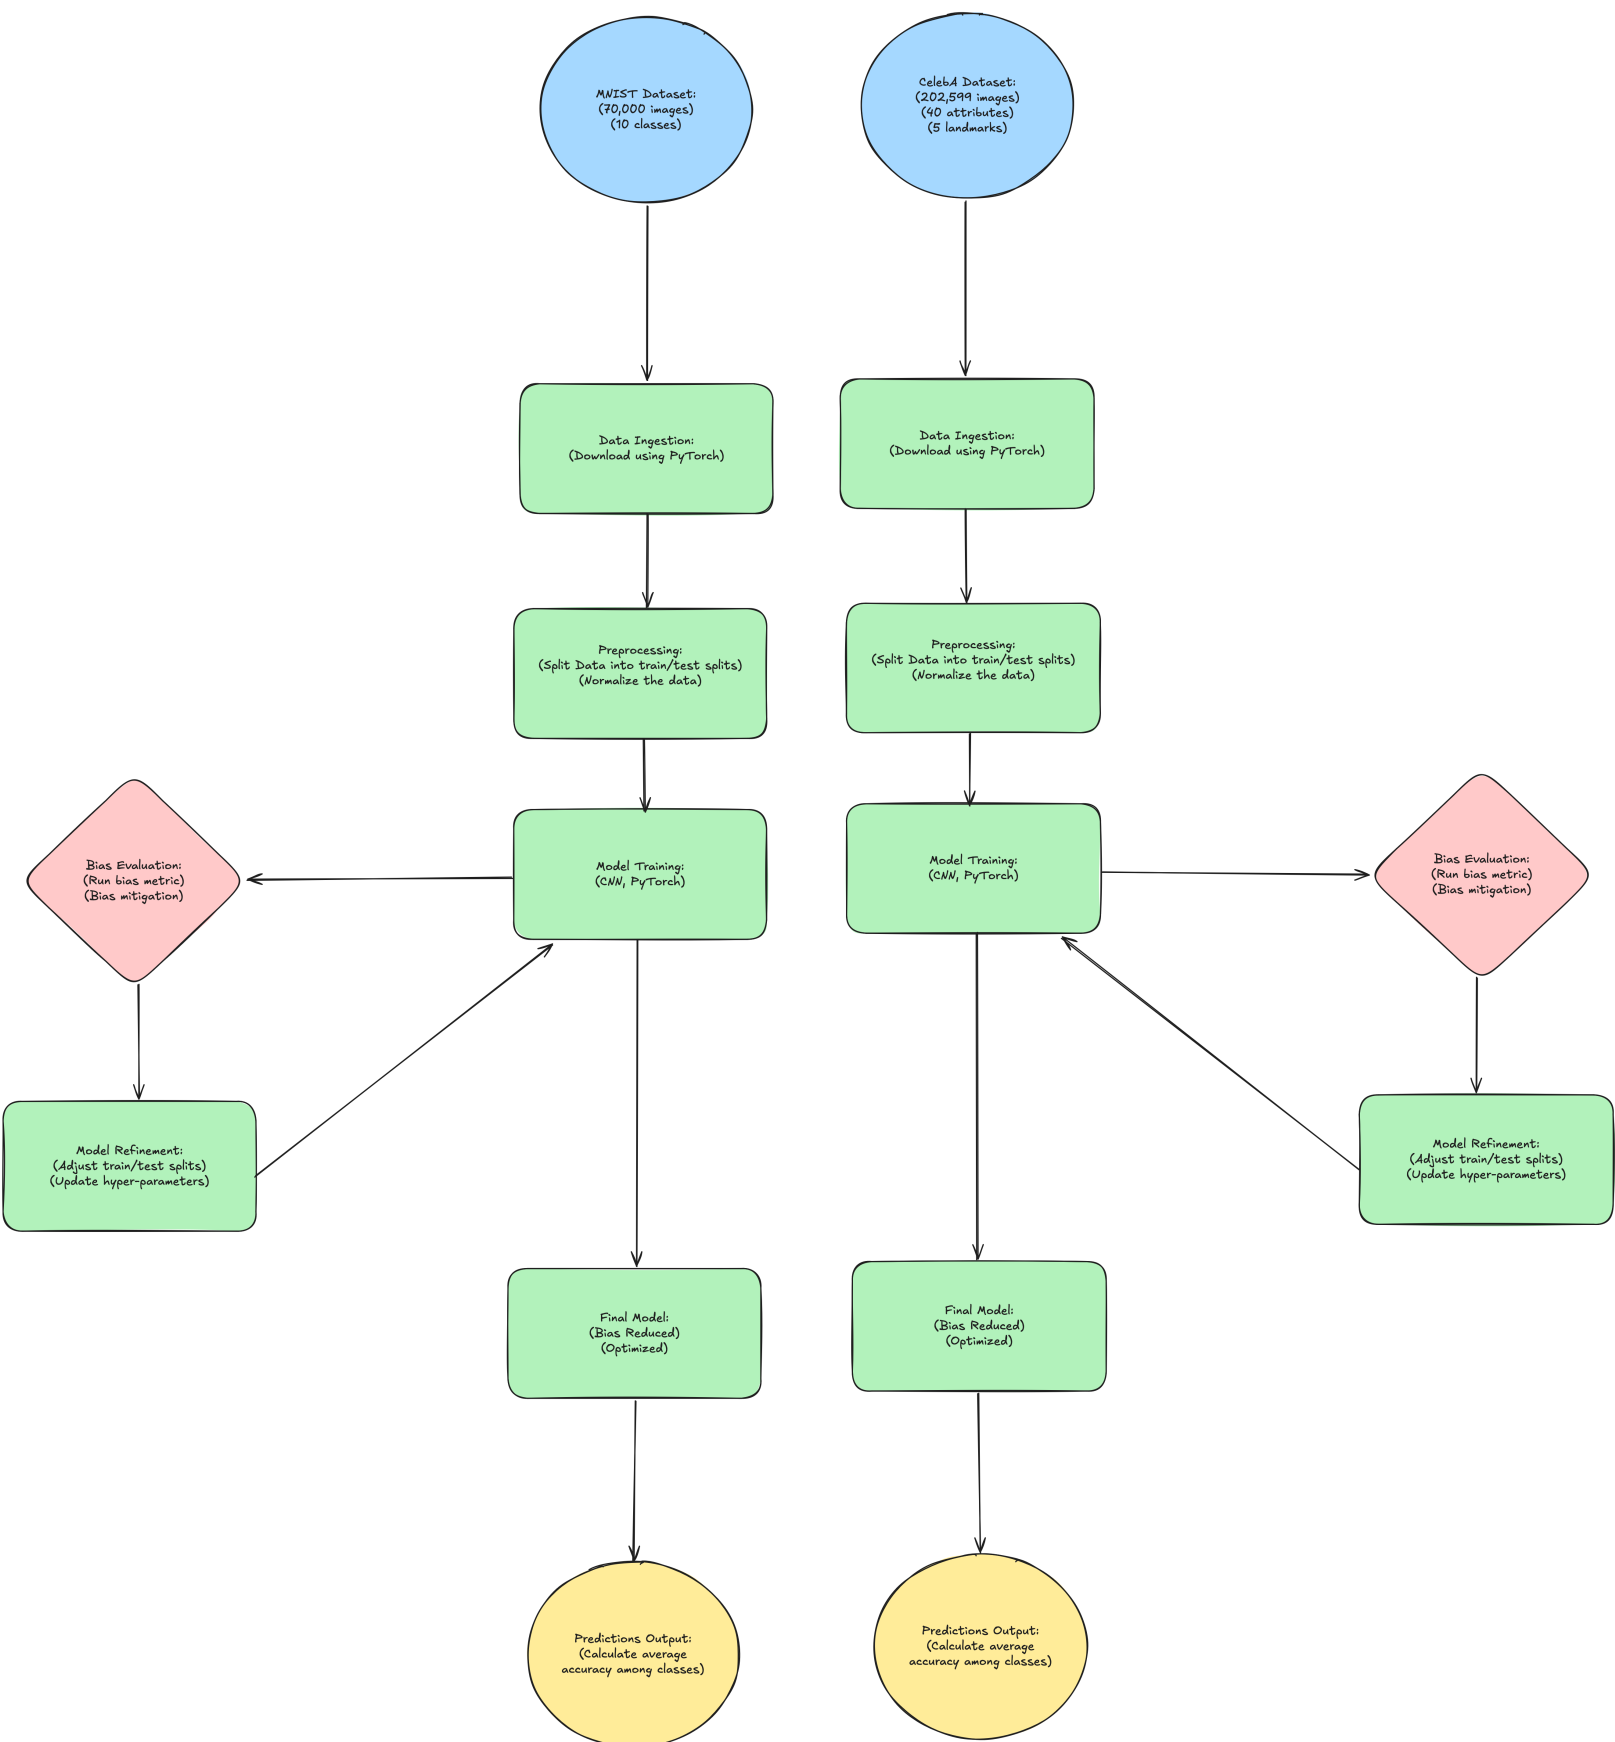 MNIST Dataset:
(70,000 images)
(10 classes)
CelebA Dataset:
(202,599 images)
(40 attributes)
(5 landmarks)
Data Ingestion:
(Download using PyTorch)
Data Ingestion:
(Download using PyTorch)
Preprocessing:
(Split Data into train/test splits)
(Normalize the data)
Preprocessing:
(Split Data into train/test splits)
(Normalize the data)
Bias Evaluation:
(Run bias metric)
(Bias mitigation)
Model Training:
(CNN, PyTorch)
Model Training:
(CNN, PyTorch)
Bias Evaluation:
(Run bias metric)
(Bias mitigation)
Model Refinement:
(Adjust train/test splits)
(Update hyper-parameters)
Model Refinement:
(Adjust train/test splits)
(Update hyper-parameters)
Final Model:
(Bias Reduced)
(Optimized)
Final Model:
(Bias Reduced)
(Optimized)
Predictions Output:
(Calculate average
accuracy among classes)
Predictions Output:
(Calculate average
accuracy among classes)